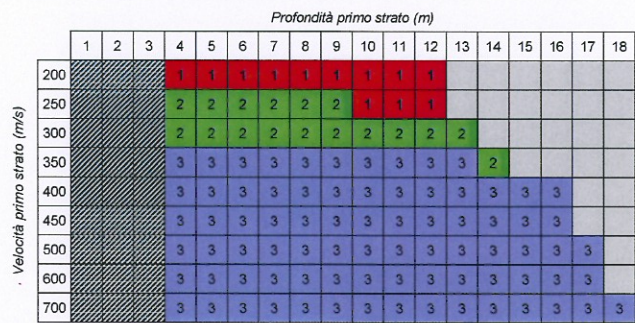 Profondità primo strato (m)
1 2 3 4 5 6 7 8 9 10 11 12 13 14 15 16 17 18
Velocità primo strato (m/s)
200 1 1 1 1 1 1 1 1 1
250 2 2 2 2 2 2 1 1 1
300 2 2 2 2 2 2 2 2 2 2
350 3 3 3 3 3 3 3 3 3 3 2
400 3 3 3 3 3 3 3 3 3 3 3 3 3
450 3 3 3 3 3 3 3 3 3 3 3 3 3
500 3 3 3 3 3 3 3 3 3 3 3 3 3 3
600 3 3 3 3 3 3 3 3 3 3 3 3 3 3
700 3 3 3 3 3 3 3 3 3 3 3 3 3 3 3